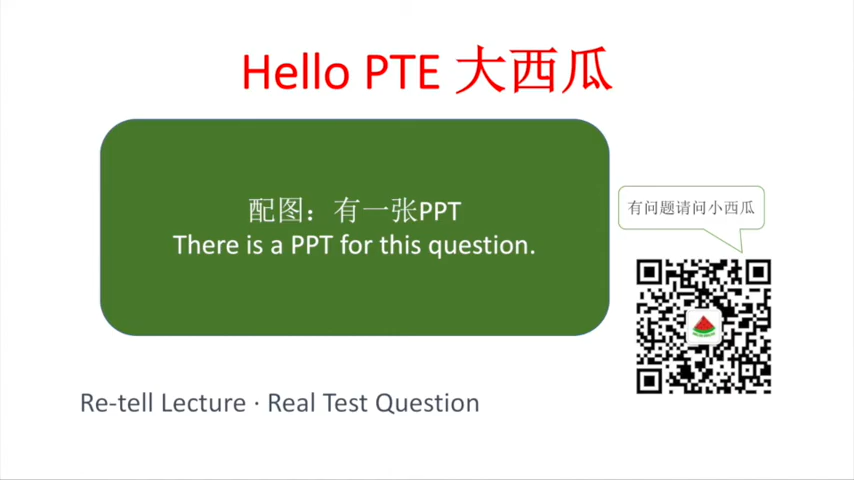 Hello PTE 大西瓜
配图：有一张PPT
There is a PPT for this question.
有问题请问小西瓜
Re-tell Lecture · Real Test Question